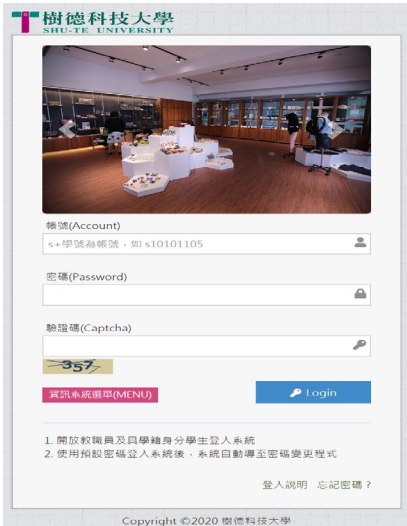 樹德科技大學
SHU-TE UNIVERSITY
帳號(Account)
s+學號為帳號，如 s10101105
密碼(Password)
驗證碼(Captcha)
357
資訊系統選單(MENU)
Login
1. 開放教職員及具學籍身分學生登入系統
2. 使用預設密碼登入系統後，系統自動導至密碼變更程式
登入說明 忘記密碼？
Copyright ©2020 樹德科技大學